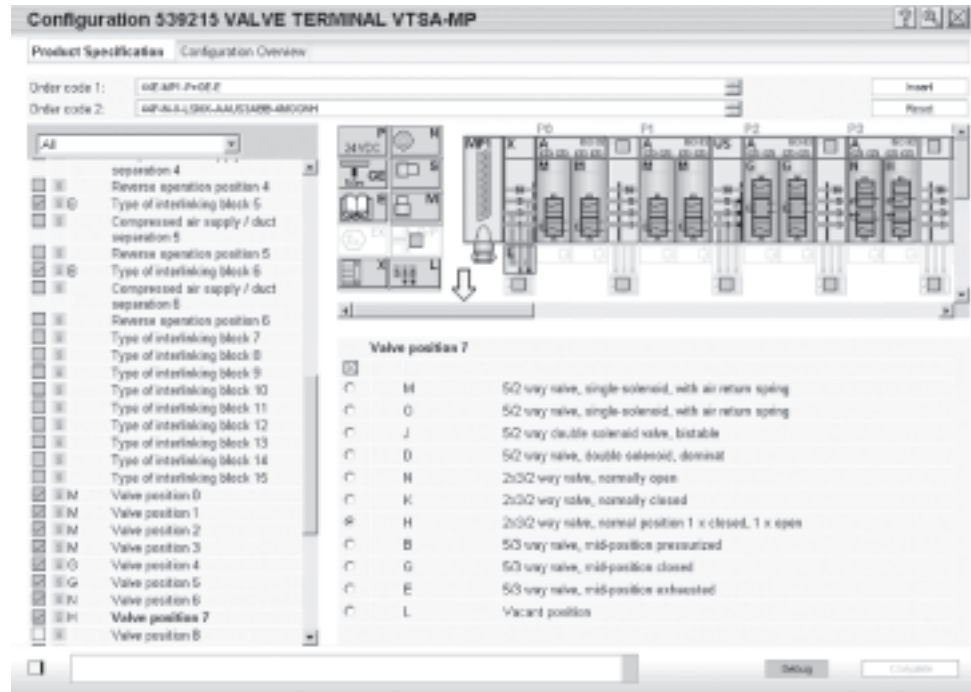 Configuration 539215 VALVE TERMINAL VTSA-MP
Product Specification Configuration Overview
Order code 1:
Insert
Order code 2:
Reset
All
separation 4
Reverse operation position 4
B Type of interlinking block 5
Compressed air supply / duct
separation 5
Reverse operation position 5
B Type of interlinking block 6
Compressed air supply / duct
separation 6
Reverse operation position 6
Type of interlinking block 7
Type of interlinking block 8
Type of interlinking block 9
Type of interlinking block 10
Type of interlinking block 11
Type of interlinking block 12
Type of interlinking block 13
Type of interlinking block 14
Type of interlinking block 15
M Valve position 0
M Valve position 1
M Valve position 2
M Valve position 3
G Valve position 4
G Valve position 5
N Valve position 6
H Valve position 7
Valve position 8
P N
24VDC
S
GE
E M
X L
P0 P1 P2 P3
MP1 X A A VS A A
M M M M G G N H
Valve position 7
M 5/2 way valve, single-solenoid, with air return spring
O 5/2 way valve, single-solenoid, with air return spring
J 5/2 way double solenoid valve, bistable
D 5/2 way valve, double solenoid, dominat
N 2x3/2 way valve, normally open
K 2x3/2 way valve, normally closed
H 2x3/2 way valve, normal position 1 x closed, 1 x open
B 5/3 way valve, mid-position pressurized
G 5/3 way valve, mid-position closed
E 5/3 way valve, mid-position exhausted
L Vacant position
Debug
Complete